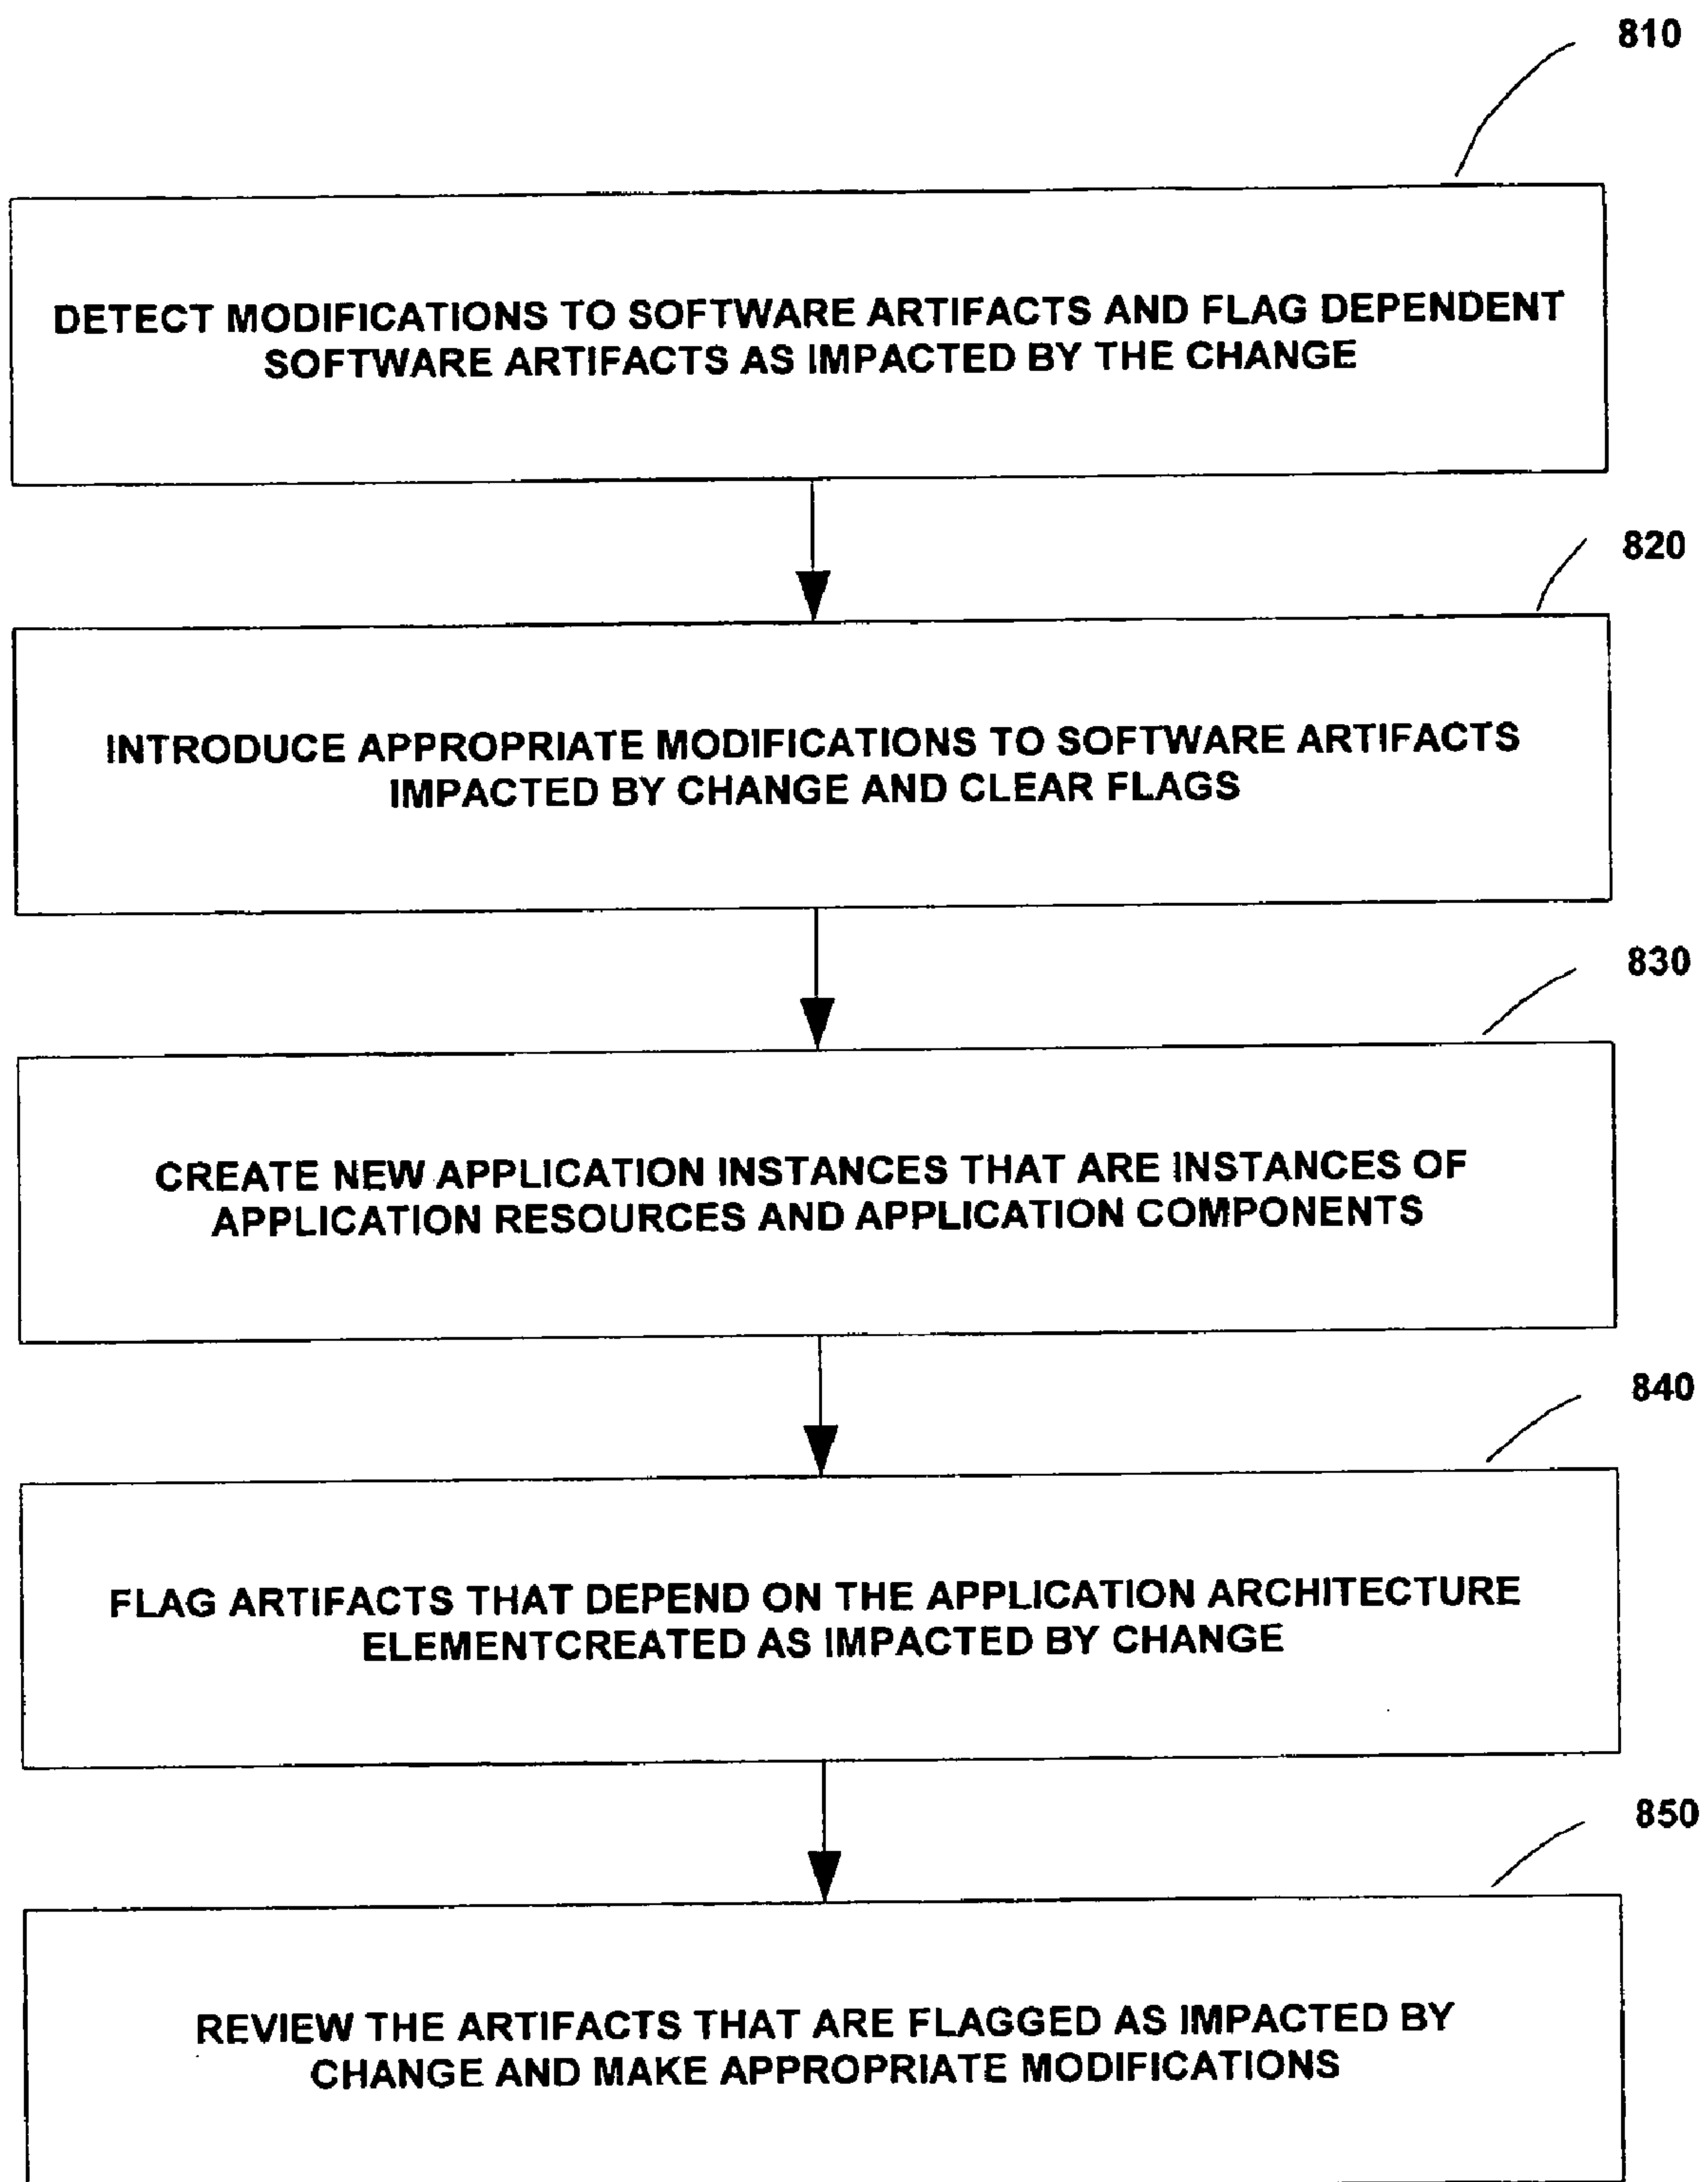 810
DETECT MODIFICATIONS TO SOFTWARE ARTIFACTS AND FLAG DEPENDENT
SOFTWARE ARTIFACTS AS IMPACTED BY THE CHANGE
820
INTRODUCE APPROPRIATE MODIFICATIONS TO SOFTWARE ARTIFACTS
IMPACTED BY CHANGE AND CLEAR FLAGS
830
CREATE NEW APPLICATION INSTANCES THAT ARE INSTANCES OF
APPLICATION RESOURCES AND APPLICATION COMPONENTS
840
FLAG ARTIFACTS THAT DEPEND ON THE APPLICATION ARCHITECTURE
ELEMENTCREATED AS IMPACTED BY CHANGE
850
REVIEW THE ARTIFACTS THAT ARE FLAGGED AS IMPACTED BY
CHANGE AND MAKE APPROPRIATE MODIFICATIONS